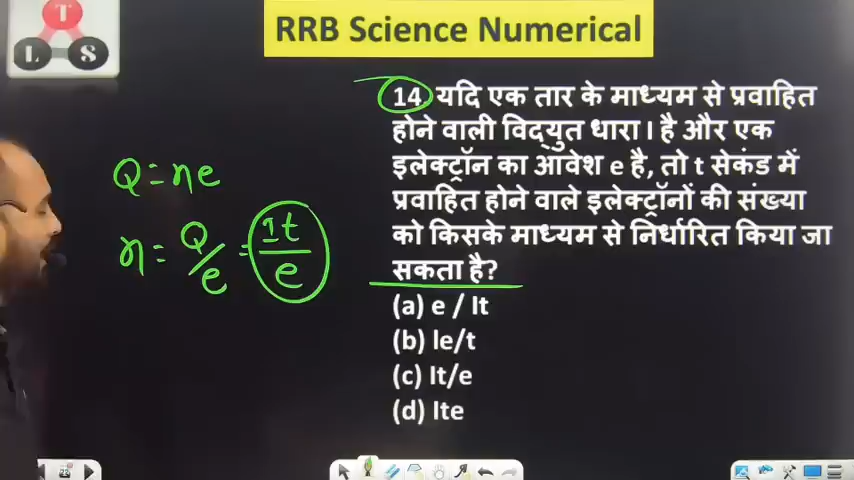 T
L S
RRB Science Numerical
14. यदि एक तार के माध्यम से प्रवाहित
होने वाली विद्युत धारा I है और एक
इलेक्ट्रॉन का आवेश e है, तो t सेकंड में
प्रवाहित होने वाले इलेक्ट्रॉनों की संख्या
को किसके माध्यम से निर्धारित किया जा
सकता है?
(a) e / It
(b) Ie/t
(c) It/e
(d) Ite
Q = ne
n = Q/e = It/e